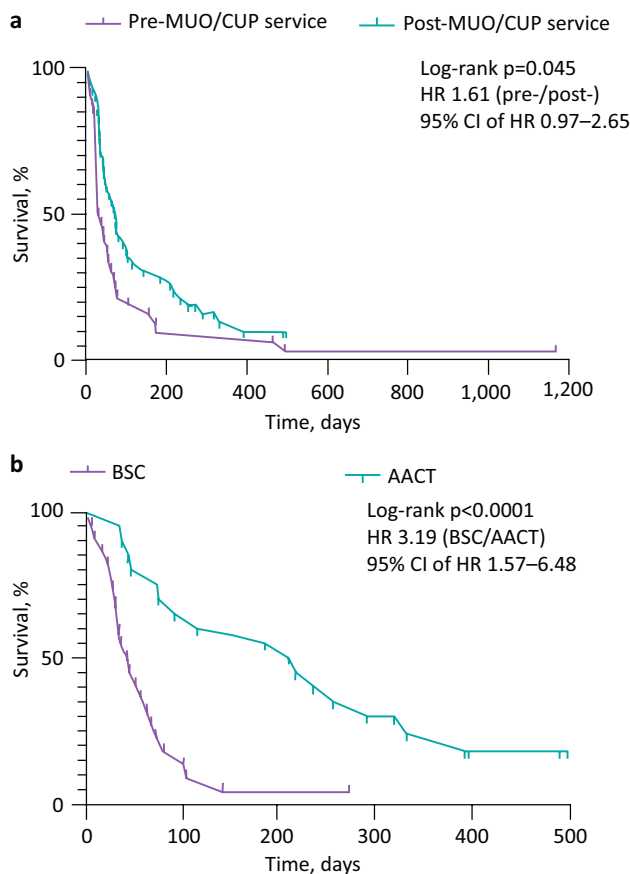 a
Pre-MUO/CUP service
Post-MUO/CUP service
Log-rank p=0.045
HR 1.61 (pre-/post-)
95% CI of HR 0.97–2.65
Survival, %
100
50
0
0 200 400 600 800 1,000 1,200
Time, days
b
BSC
AACT
Log-rank p<0.0001
HR 3.19 (BSC/AACT)
95% CI of HR 1.57–6.48
Survival, %
100
50
0
0 100 200 300 400 500
Time, days